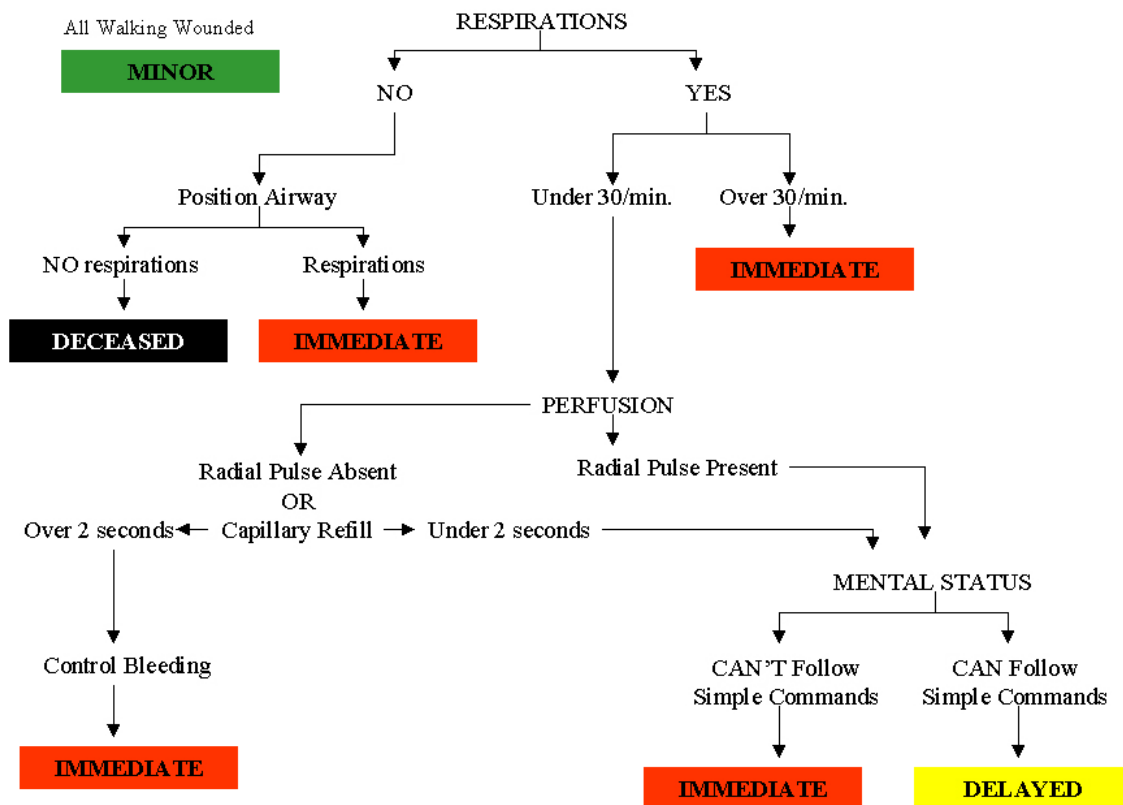 All Walking Wounded
MINOR
RESPIRATIONS
NO
YES
Position Airway
Under 30/min.
Over 30/min.
NO respirations
Respirations
IMMEDIATE
DECEASED
IMMEDIATE
PERFUSION
Radial Pulse Absent
Radial Pulse Present
OR
Over 2 seconds
Capillary Refill
Under 2 seconds
MENTAL STATUS
Control Bleeding
CAN'T Follow
Simple Commands
CAN Follow
Simple Commands
IMMEDIATE
IMMEDIATE
DELAYED